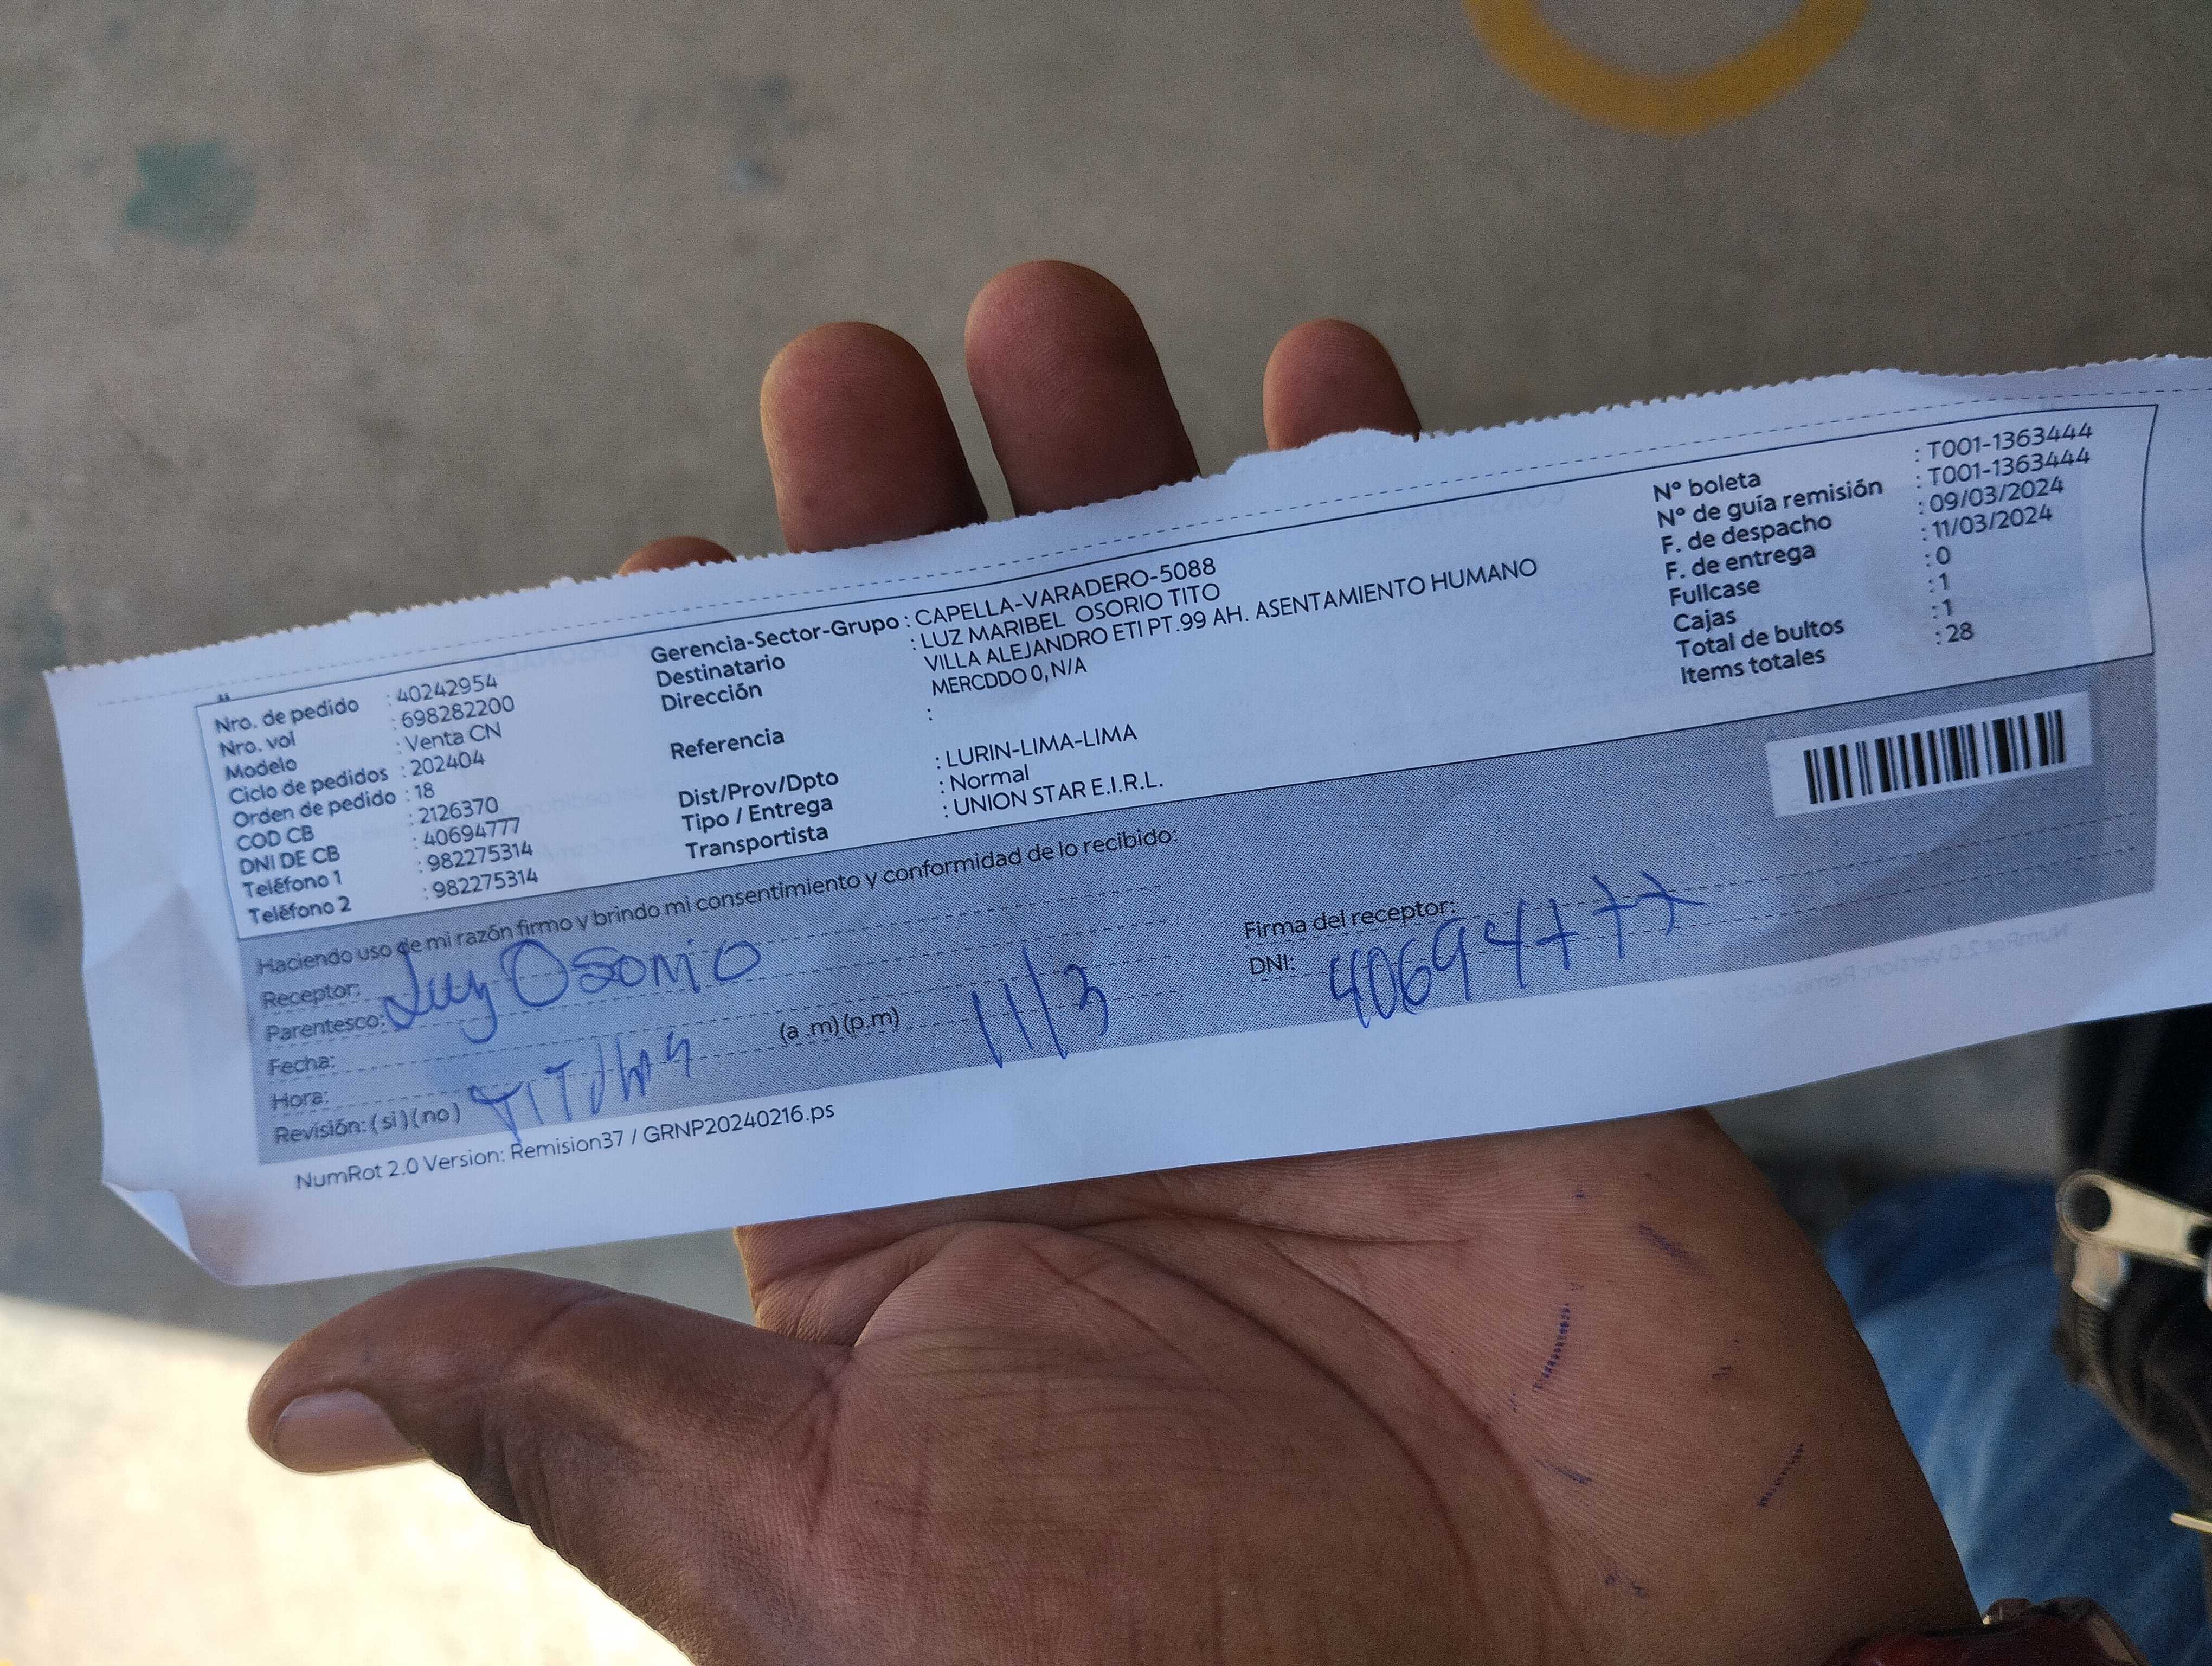 Nro. de pedido : 40242954
Nro. vol : 698282200
Modelo : Venta CN
Ciclo de pedidos : 202404
Orden de pedido : 18
COD CB : 2126370
DNI DE CB : 40694777
Teléfono 1 : 982275314
Teléfono 2 : 982275314
Gerencia-Sector-Grupo : CAPELLA-VARADERO-5088
Destinatario : LUZ MARIBEL OSORIO TITO
Dirección VILLA ALEJANDRO ETI PT.99 AH. ASENTAMIENTO HUMANO
MERCDDO 0, N/A
Referencia :
Dist/Prov/Dpto : LURIN-LIMA-LIMA
Tipo / Entrega : Normal
Transportista : UNION STAR E.I.R.L.
N° boleta : T001-1363444
N° de guía remisión : T001-1363444
F. de despacho : 09/03/2024
F. de entrega : 11/03/2024
Fullcase : 0
Cajas : 1
Total de bultos : 1
Items totales : 28
Haciendo uso de mi razón firmo y brindo mi consentimiento y conformidad de lo recibido:
Receptor: Luz Osorio
Parentesco:
Fecha:
Hora: (a .m) (p.m) 11/3
Revisión: ( si ) ( no )
Firma del receptor:
DNI: 40694777
NumRot 2.0 Version: Remision37 / GRNP20240216.ps